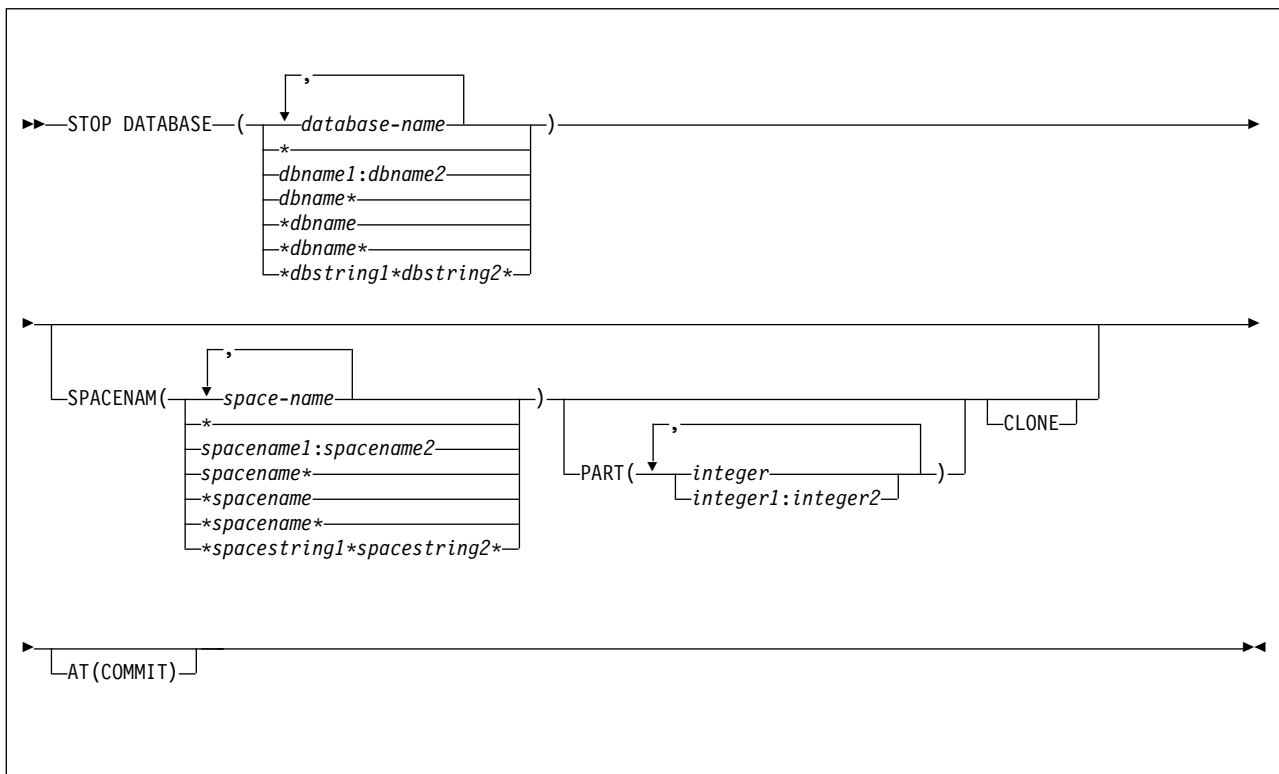 ,
STOP DATABASE ( database-name )
*
dbname1:dbname2
dbname*
*dbname
*dbname*
*dbstring1*dbstring2*
, 
SPACENAM( space-name )
*
spacename1:spacename2
spacename*
*spacename
*spacename*
*spacestring1*spacestring2*
,
PART( integer )
integer1:integer2
CLONE
AT(COMMIT)